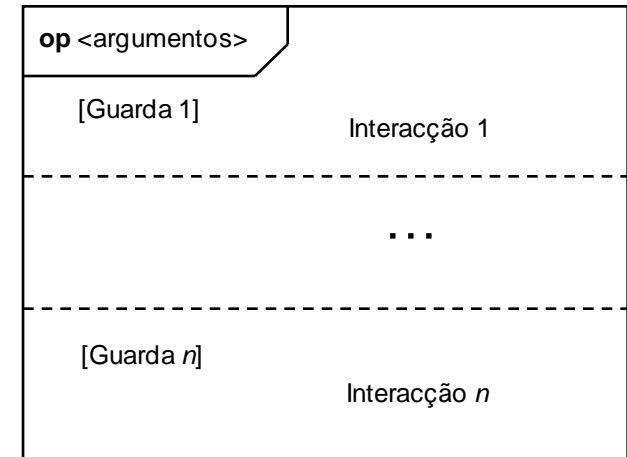 op <argumentos>
[Guarda 1]
Interacção 1
...
[Guarda n]
Interacção n